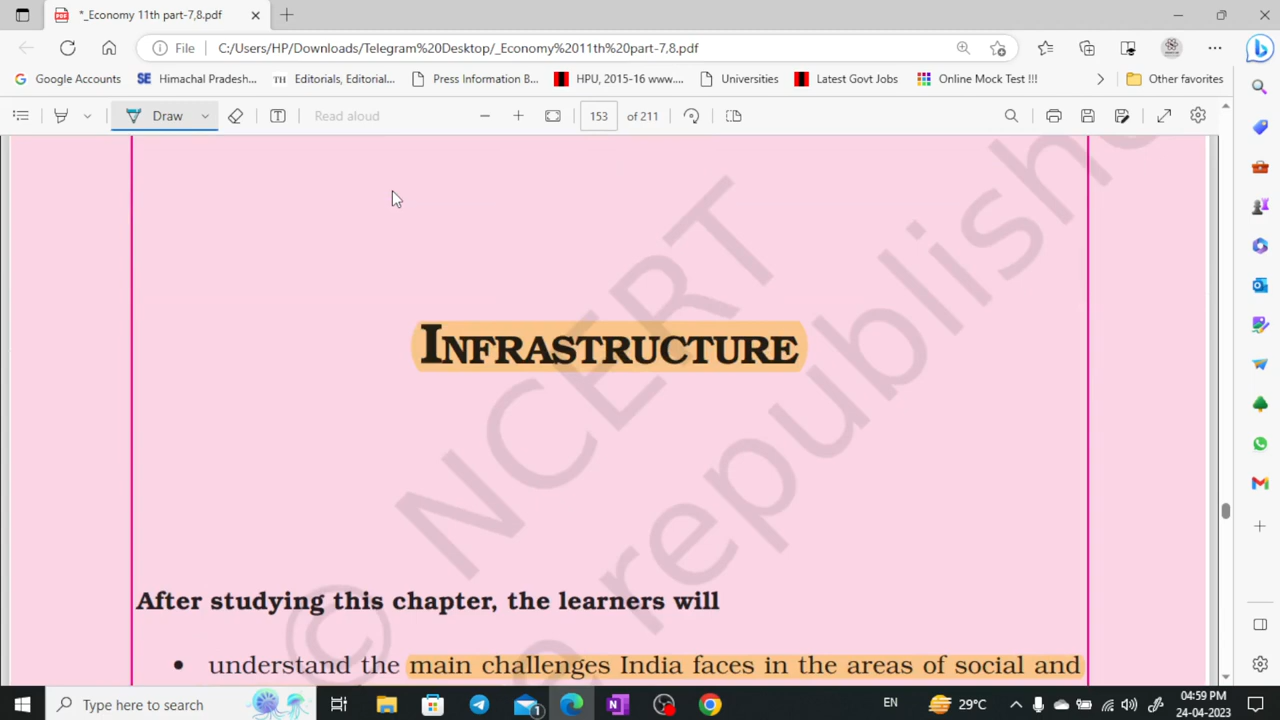 *_Economy 11th part-7,8.pdf
File C:/Users/HP/Downloads/Telegram%20Desktop/_Economy%2011th%20part-7,8.pdf
Google Accounts Himachal Pradesh... Editorials, Editorial... Press Information B... HPU, 2015-16 www.... Universities Latest Govt Jobs Online Mock Test !!! Other favorites
Draw Read aloud 153 of 211
INFRASTRUCTURE
© NCERT
be republished
After studying this chapter, the learners will
• understand the main challenges India faces in the areas of social and
Type here to search
1
EN 29°C 04:59 PM
24-04-2023